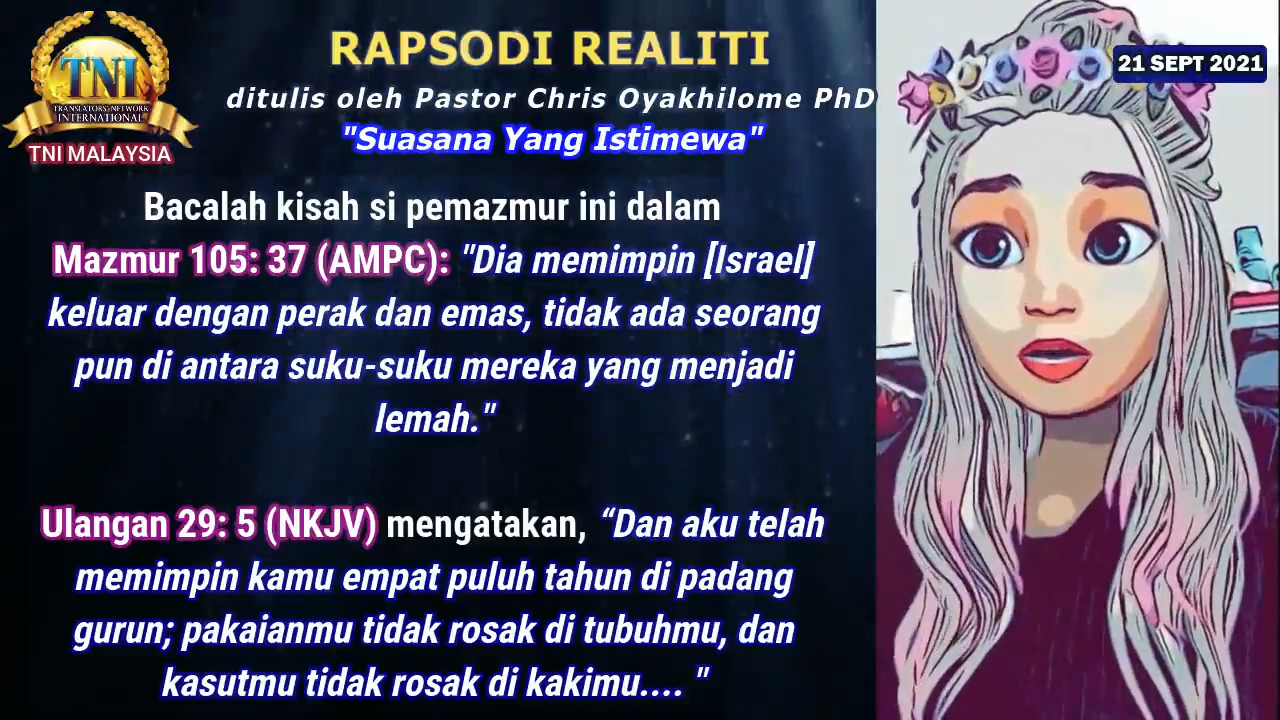 TNI
TRANSLATORS NETWORK
INTERNATIONAL
TNI MALAYSIA
RAPSODI REALITI
ditulis oleh Pastor Chris Oyakhilome PhD
"Suasana Yang Istimewa"
21 SEPT 2021
Bacalah kisah si pemazmur ini dalam
Mazmur 105: 37 (AMPC): "Dia memimpin [Israel]
keluar dengan perak dan emas, tidak ada seorang
pun di antara suku-suku mereka yang menjadi
lemah."
Ulangan 29: 5 (NKJV) mengatakan, “Dan aku telah
memimpin kamu empat puluh tahun di padang
gurun; pakaianmu tidak rosak di tubuhmu, dan
kasutmu tidak rosak di kakimu.... "